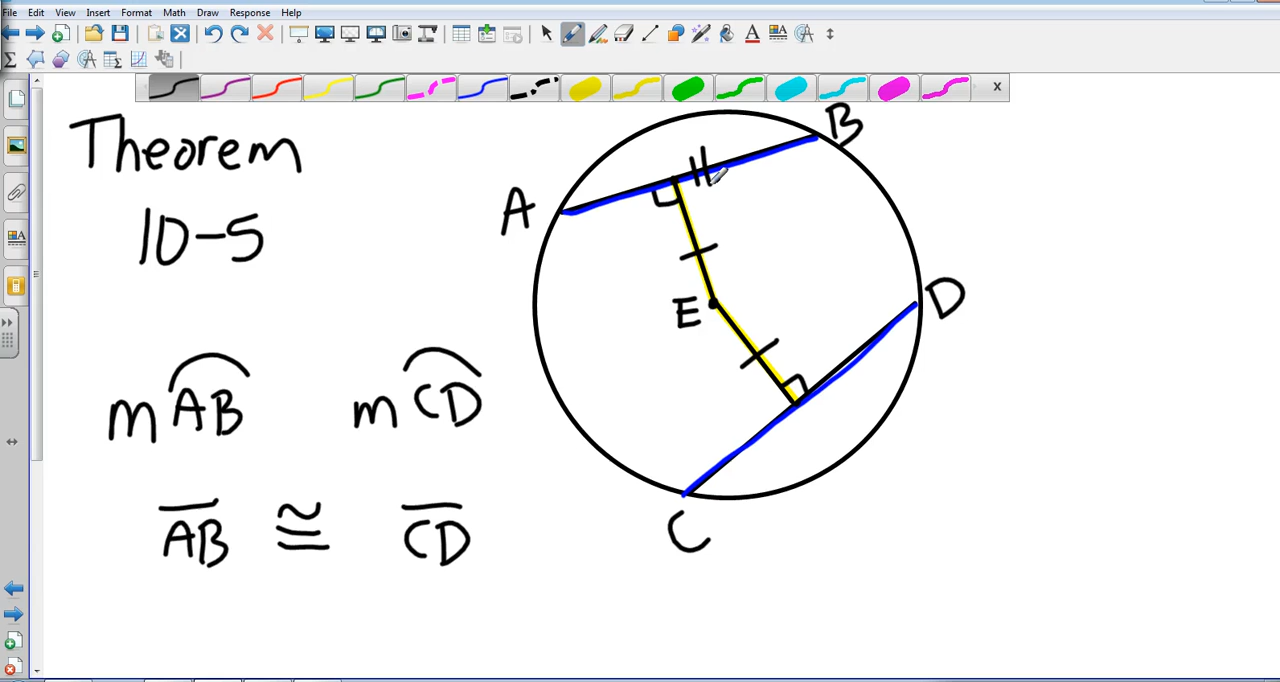 File Edit View Insert Format Math Draw Response Help
Theorem
10-5
A
B
H
E
D
C
m AB m CD
AB ≅ CD